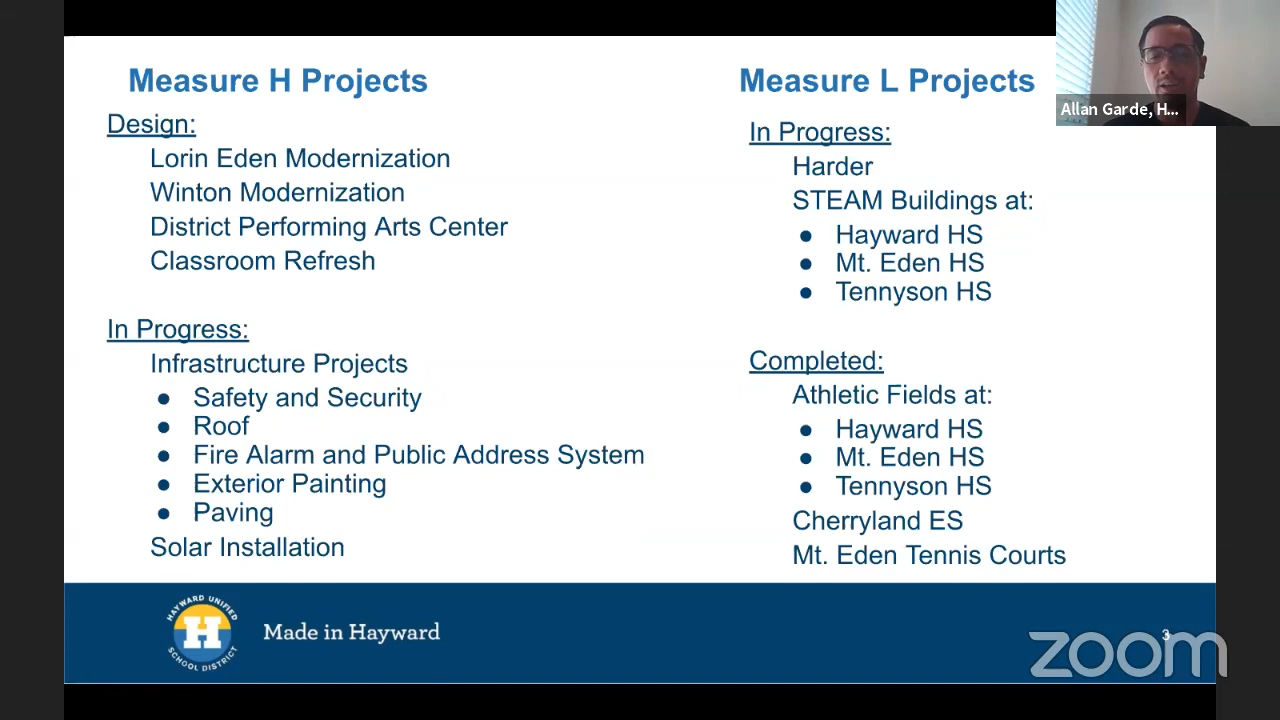 Measure H Projects
Design:
Lorin Eden Modernization
Winton Modernization
District Performing Arts Center
Classroom Refresh
In Progress:
Infrastructure Projects
● Safety and Security
● Roof
● Fire Alarm and Public Address System
● Exterior Painting
● Paving
Solar Installation
Measure L Projects
In Progress:
Harder
STEAM Buildings at:
● Hayward HS
● Mt. Eden HS
● Tennyson HS
Completed:
Athletic Fields at:
● Hayward HS
● Mt. Eden HS
● Tennyson HS
Cherryland ES
Mt. Eden Tennis Courts
Allan Garde, H...
HAYWARD UNIFIED
H
SCHOOL DISTRICT
Made in Hayward
3
zoom